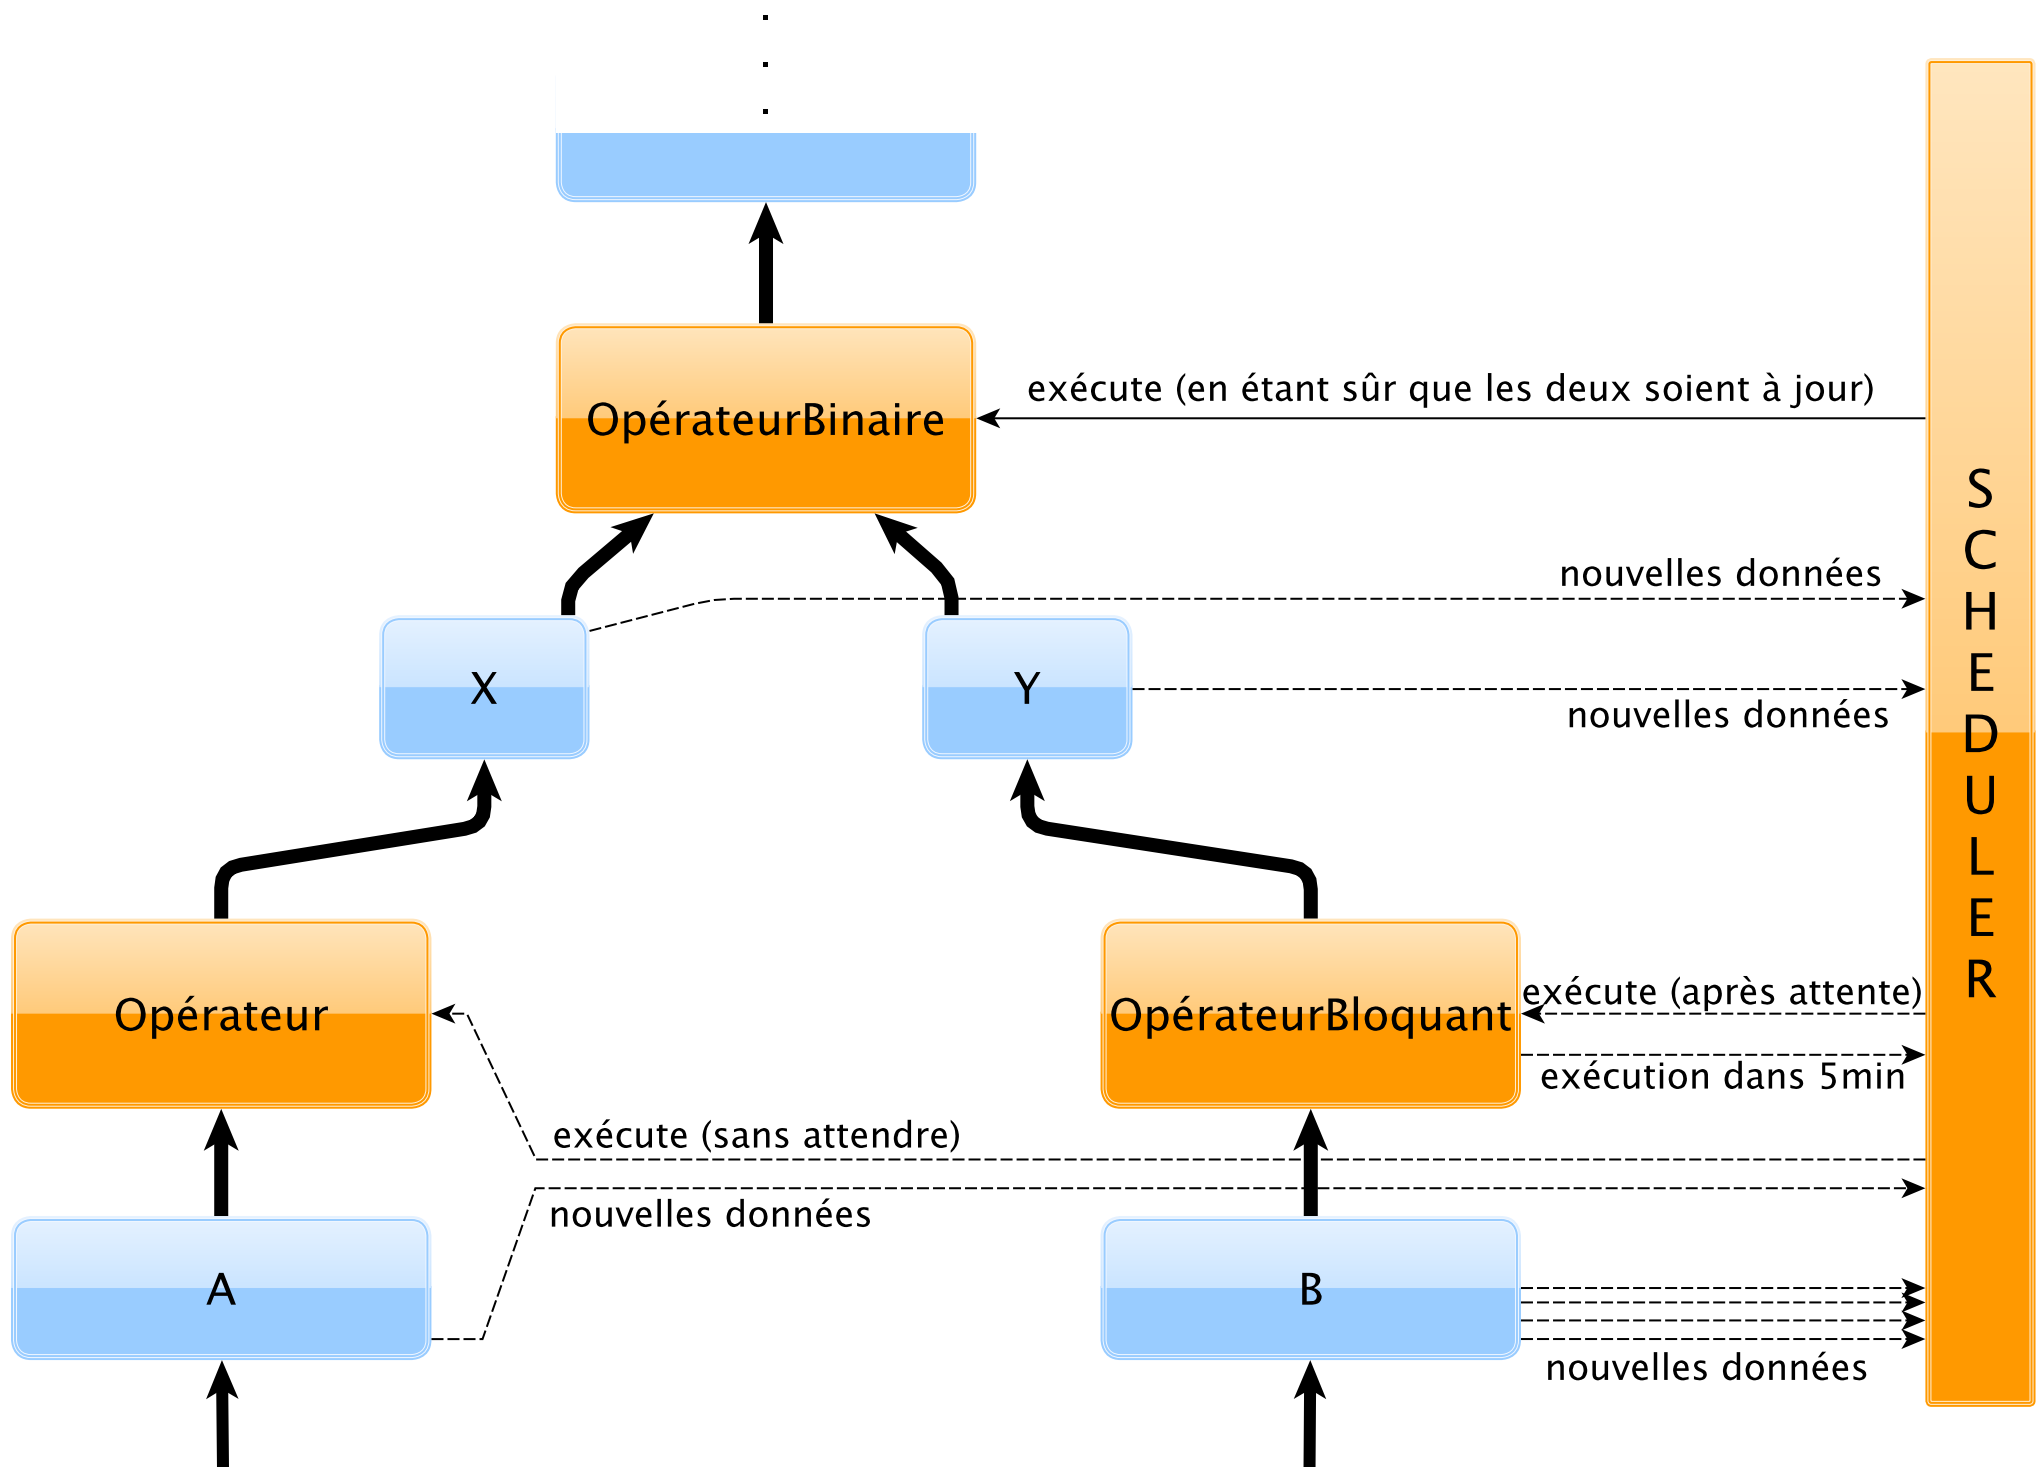 OpérateurBinaire
exécute (en étant sûr que les deux soient à jour)
nouvelles données
X
Y
nouvelles données
S
C
H
E
D
U
L
E
R
exécute (après attente)
Opérateur
OpérateurBloquant
exécution dans 5min
exécute (sans attendre)
nouvelles données
A
B
nouvelles données